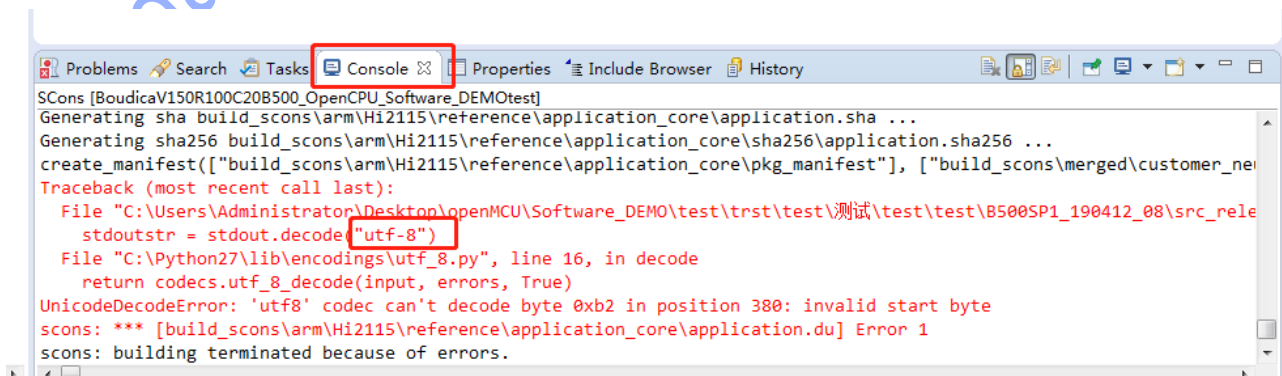 Problems Search Tasks Console Properties Include Browser History
SCons [BoudicaV150R100C20B500_OpenCPU_Software_DEMOtest]
Generating sha build_scons\arm\Hi2115\reference\application_core\application.sha ...
Generating sha256 build_scons\arm\Hi2115\reference\application_core\sha256\application.sha256 ...
create_manifest(["build_scons\arm\Hi2115\reference\application_core\pkg_manifest"], ["build_scons\merged\customer_neu
Traceback (most recent call last):
  File "C:\Users\Administrator\Desktop\openMCU\Software_DEMO\test\trst\test\测试\test\test\B500SP1_190412_08\src_rele
    stdoutstr = stdout.decode("utf-8")
  File "C:\Python27\lib\encodings\utf_8.py", line 16, in decode
    return codecs.utf_8_decode(input, errors, True)
UnicodeDecodeError: 'utf8' codec can't decode byte 0xb2 in position 380: invalid start byte
scons: *** [build_scons\arm\Hi2115\reference\application_core\application.du] Error 1
scons: building terminated because of errors.